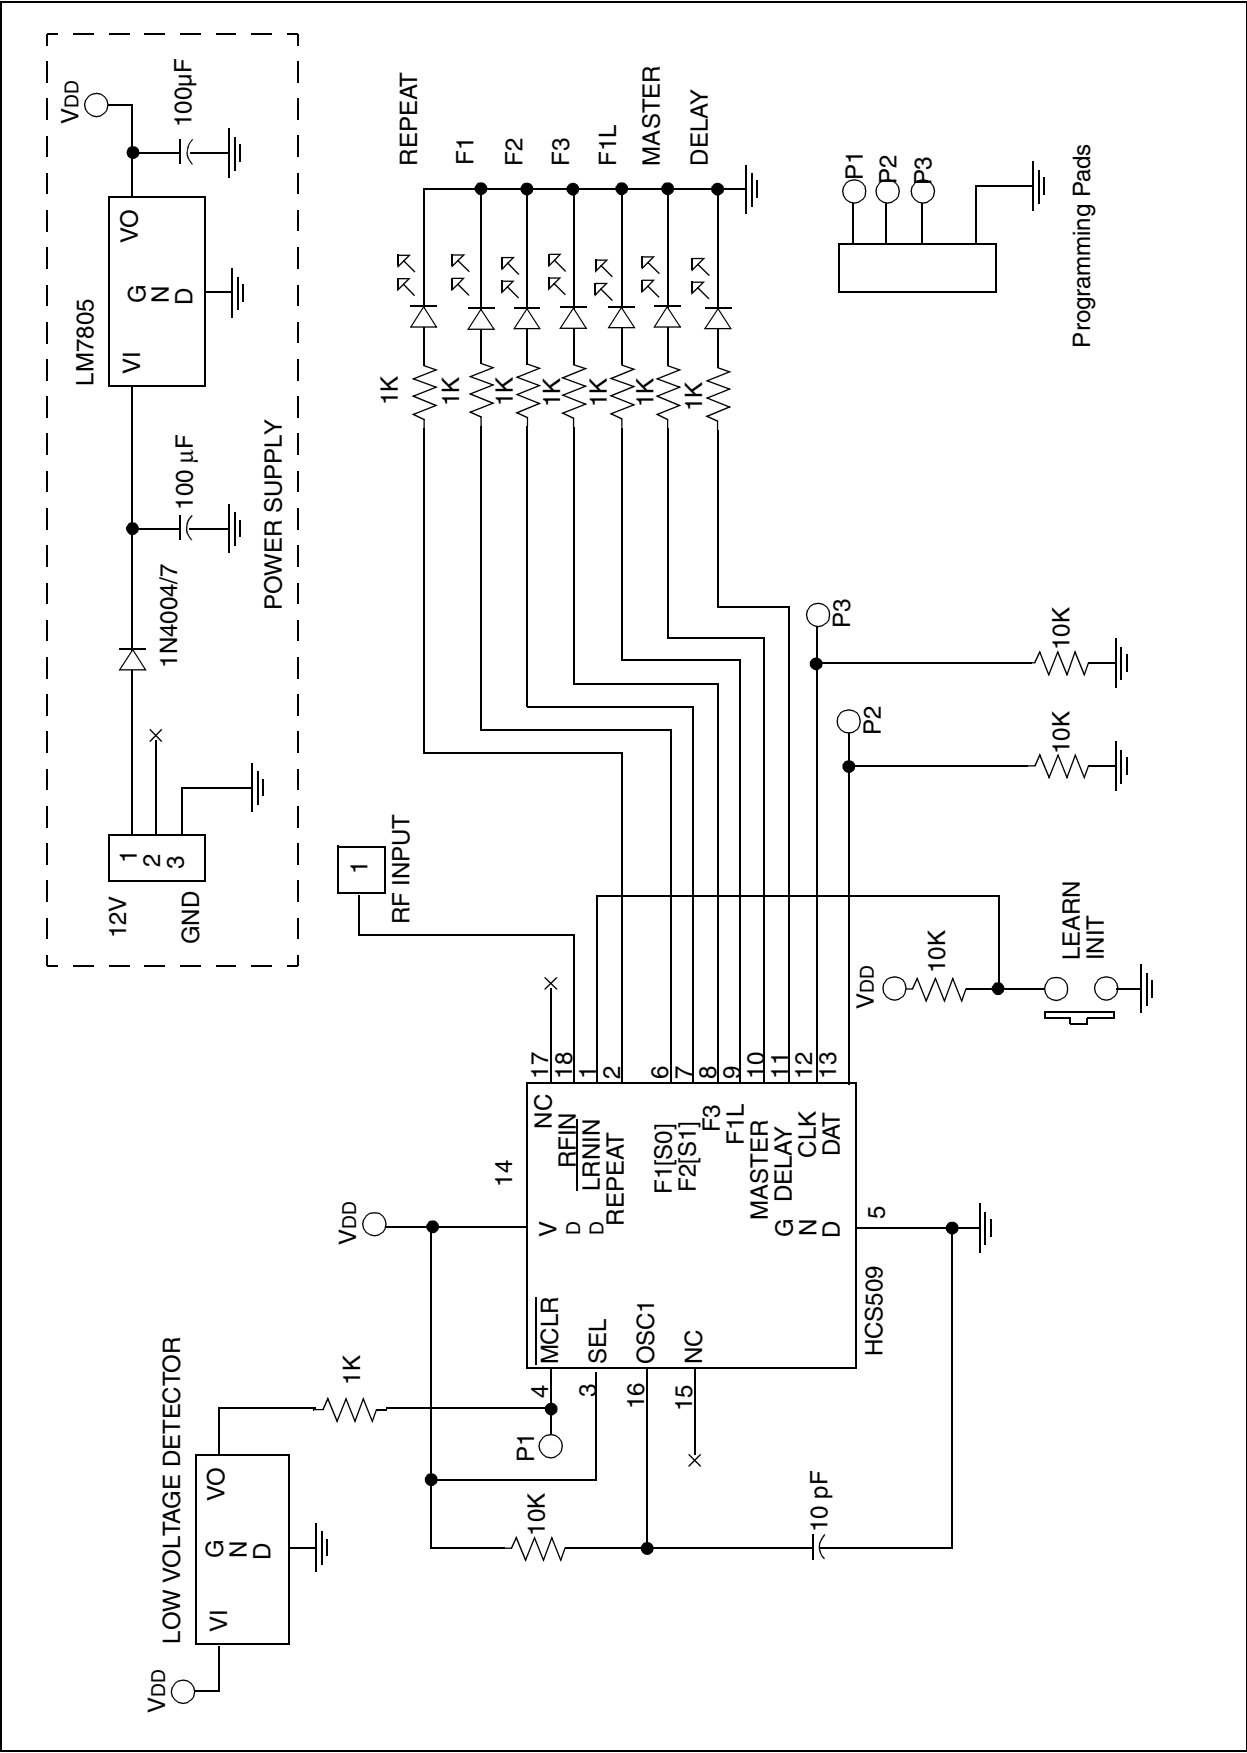 LOW VOLTAGE DETECTOR
VDD
VI
G
N
D
VO
1K
P1
VDD
10K
10 pF
4
3
16
15
MCLR
SEL
OSC1
NC
V
D
D
G
N
D
14
5
HCS509
NC
RFIN
LRNIN
REPEAT
F1[S0]
F2[S1]
F3
F1L
MASTER
DELAY
CLK
DAT
17
18
1
2
6
7
8
9
10
11
12
13
VDD
10K
LEARN
INIT
1
RF INPUT
P2
P3
10K
10K
12V
GND
1
2
3
1N4004/7
100 µF
POWER SUPPLY
LM7805
VI
G
N
D
VO
VDD
100µF
1K
1K
1K
1K
1K
1K
1K
REPEAT
F1
F2
F3
F1L
MASTER
DELAY
P1
P2
P3
Programming Pads